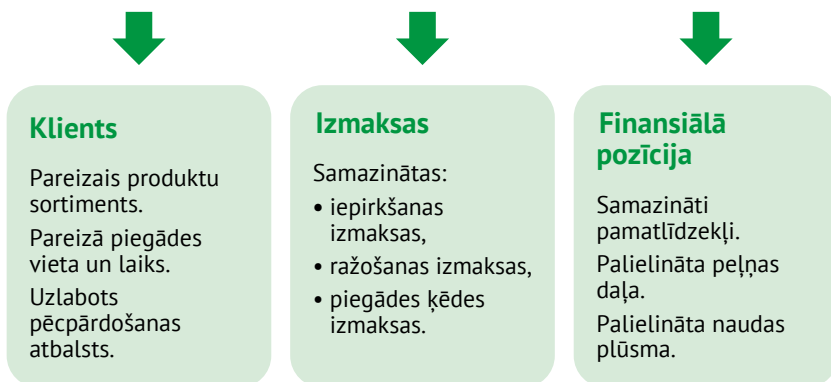 Klients
Pareizais produktu
sortiments.
Pareizā piegādes
vieta un laiks.
Uzlabots
pēcpārdošanas
atbalsts.
Izmaksas
Samazinātas:
• iepirkšanas
izmaksas,
• ražošanas izmaksas,
• piegādes ķēdes
izmaksas.
Finansiālā
pozīcija
Samazināti
pamatlīdzekļi.
Palielināta peļņas
daļa.
Palielināta naudas
plūsma.